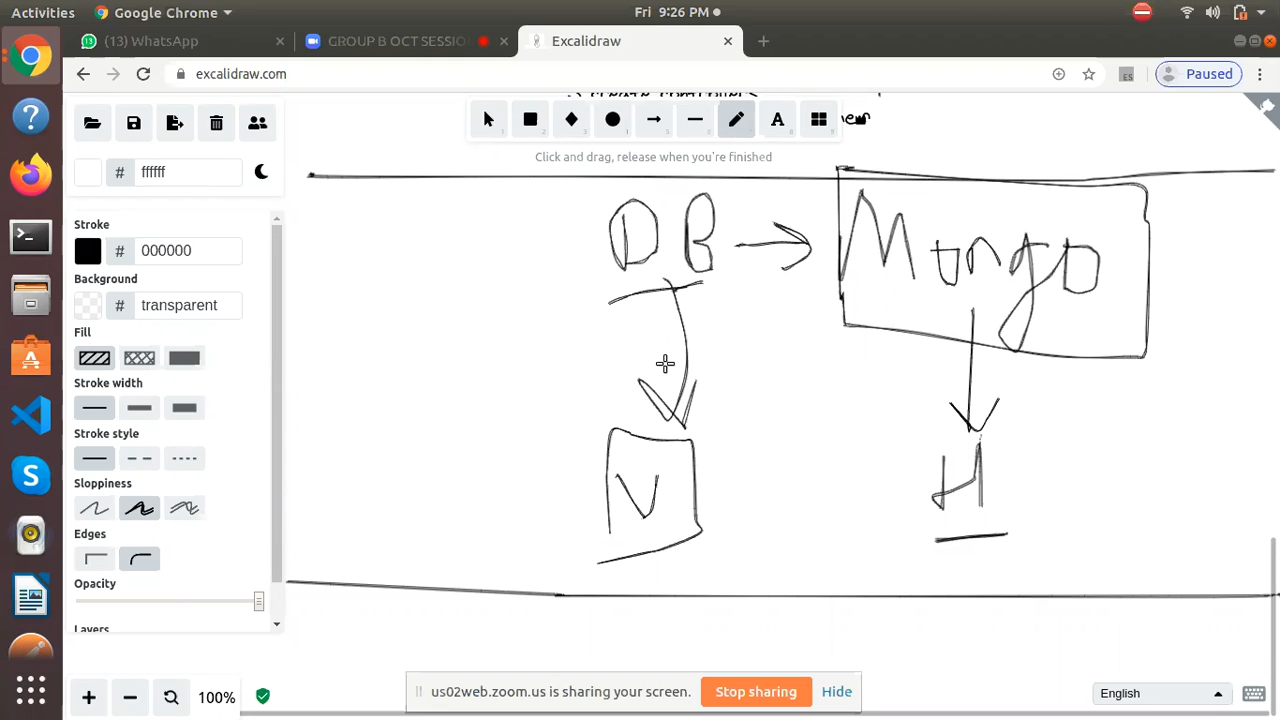 Activities
Google Chrome
Fri 9:26 PM
(13) WhatsApp
GROUP B OCT SESSION
Excalidraw
excalidraw.com
Paused
ES
Click and drag, release when you're finished
# ffffff
Stroke
# 000000
Background
# transparent
Fill
Stroke width
Stroke style
Sloppiness
Edges
Opacity
Layers
DB → Mongo
V
H
100%
us02web.zoom.us is sharing your screen.
Stop sharing
Hide
English